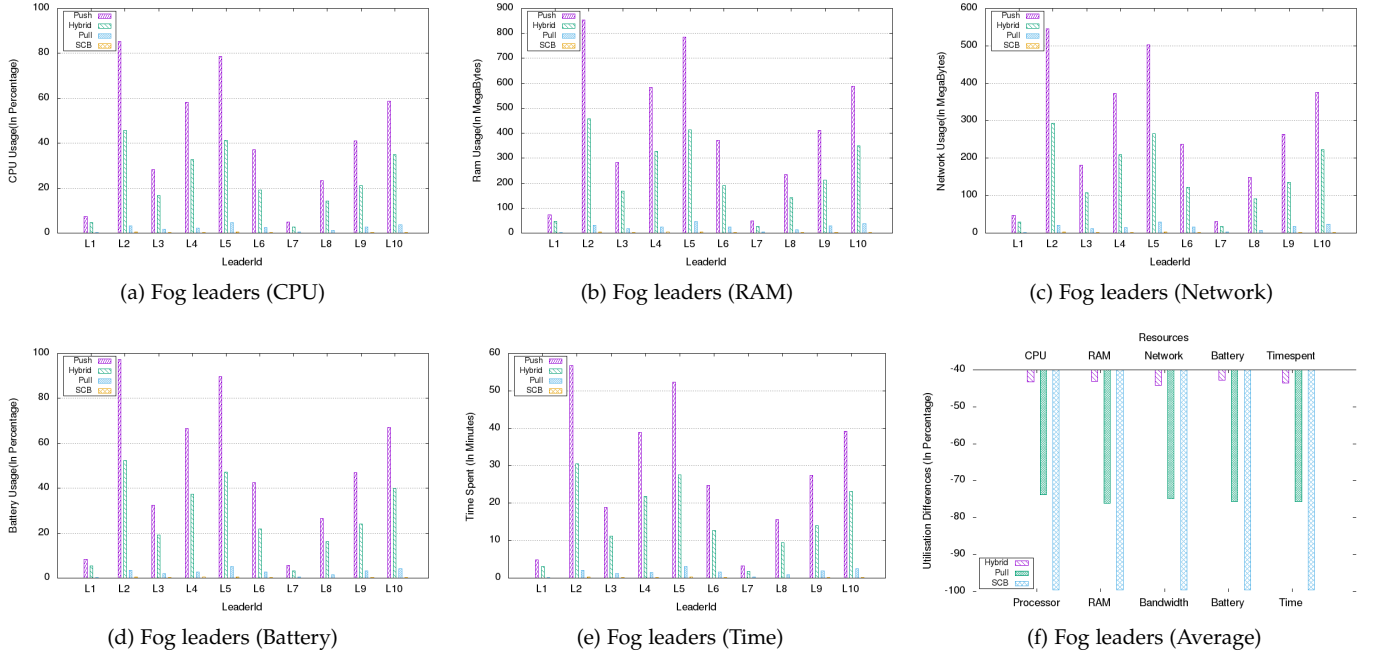 100
80
60
40
20
0
CPU Usage(In Percentage)
Push
Hybrid
Pull
SCB
L1 L2 L3 L4 L5 L6 L7 L8 L9 L10
LeaderId
(a) Fog leaders (CPU)
900
800
700
600
500
400
300
200
100
0
Ram Usage(In MegaBytes)
Push
Hybrid
Pull
SCB
L1 L2 L3 L4 L5 L6 L7 L8 L9 L10
LeaderId
(b) Fog leaders (RAM)
600
500
400
300
200
100
0
Network Usage(In MegaBytes)
Push
Hybrid
Pull
SCB
L1 L2 L3 L4 L5 L6 L7 L8 L9 L10
LeaderId
(c) Fog leaders (Network)
100
80
60
40
20
0
Battery Usage(In Percentage)
Push
Hybrid
Pull
SCB
L1 L2 L3 L4 L5 L6 L7 L8 L9 L10
LeaderId
(d) Fog leaders (Battery)
60
50
40
30
20
10
0
Time Spent (In Minutes)
Push
Hybrid
Pull
SCB
L1 L2 L3 L4 L5 L6 L7 L8 L9 L10
LeaderId
(e) Fog leaders (Time)
Resources
CPU RAM Network Battery Timespent
-40
-50
-60
-70
-80
-90
-100
Utilisation Differences (In Percentage)
Hybrid
Pull
SCB
Processor RAM Bandwidth Battery Time
(f) Fog leaders (Average)